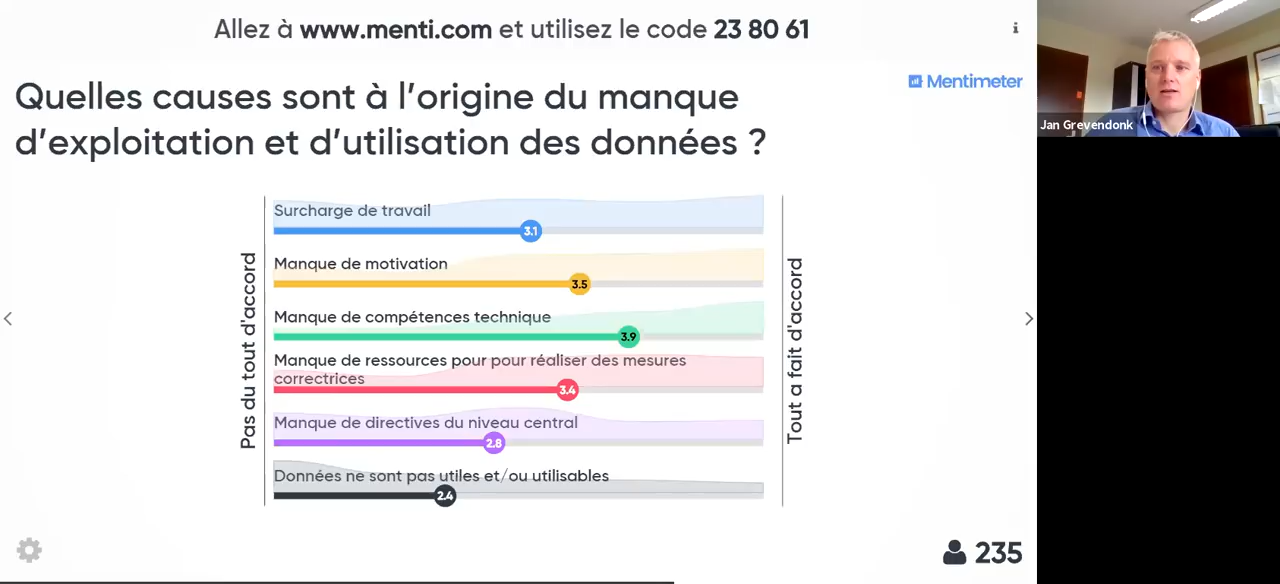 Allez à www.menti.com et utilisez le code 23 80 61
Mentimeter
Jan Grevendonk
Quelles causes sont à l'origine du manque
d'exploitation et d'utilisation des données ?
Pas du tout d'accord
Surcharge de travail
3.1
Manque de motivation
3.5
Manque de compétences technique
3.9
Manque de ressources pour pour réaliser des mesures
correctrices
3.4
Manque de directives du niveau central
2.8
Données ne sont pas utiles et/ou utilisables
2.4
Tout a fait d'accord
235